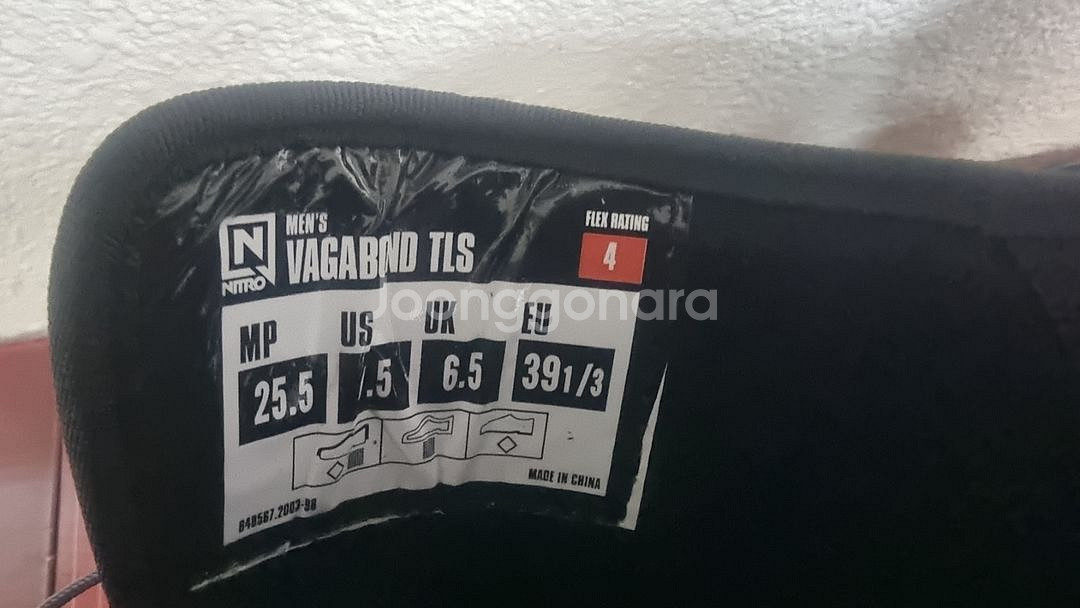 NITRO
MEN'S
VAGABOND TLS
FLEX RATING
4
Joonggonara
MP US UK EU
25.5 .5 6.5 39 1/3
MADE IN CHINA